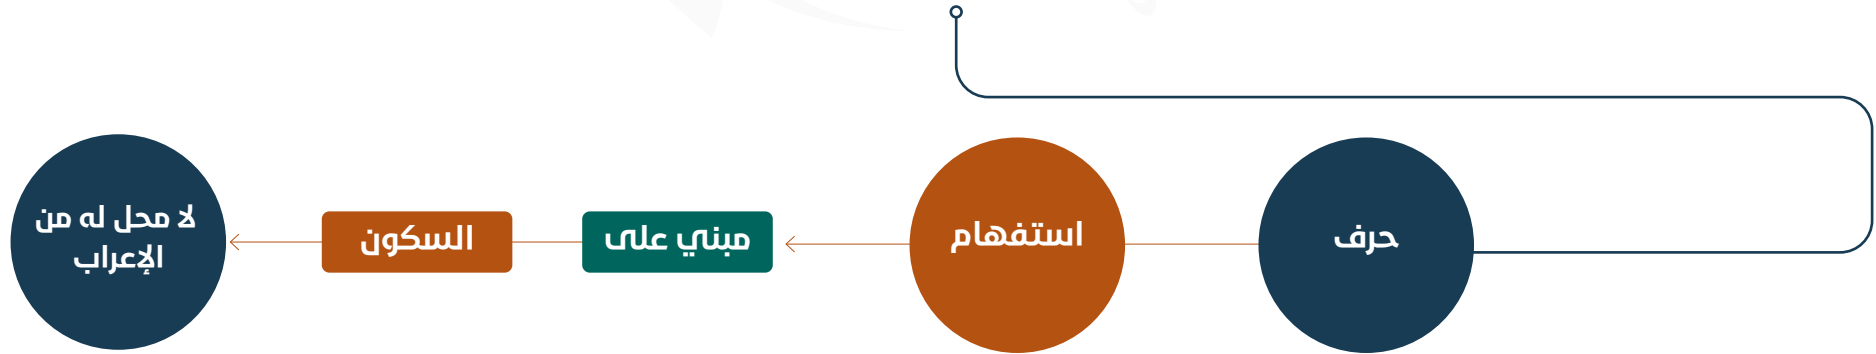 حرف
استفهام
مبني على
السكون
لا محل له من
الإعراب